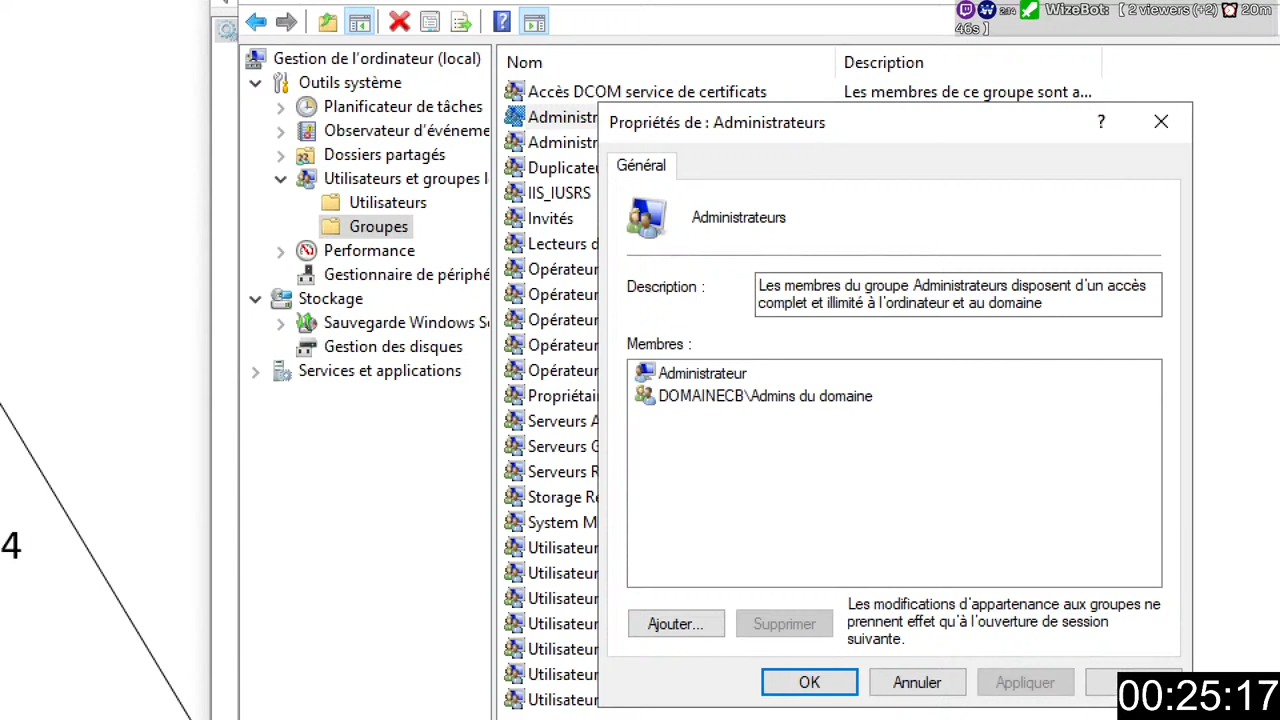 2:14 WizeBot: [ 2 viewers (+2) 20m
46s ]
Gestion de l'ordinateur (local)
Outils système
Planificateur de tâches
Observateur d'événeme
Dossiers partagés
Utilisateurs et groupes l
Utilisateurs
Groupes
Performance
Gestionnaire de périphé
Stockage
Sauvegarde Windows S
Gestion des disques
Services et applications
Nom Description
Accès DCOM service de certificats Les membres de ce groupe sont a...
Administr
Administr
Duplicate
IIS_IUSRS
Invités
Lecteurs d
Opérateur
Opérateur
Opérateur
Opérateur
Opérateur
Propriétai
Serveurs A
Serveurs G
Serveurs R
Storage Re
System M
Utilisateur
Utilisateur
Utilisateur
Utilisateur
Utilisateur
Utilisateur
Utilisateur
Propriétés de : Administrateurs ?
Général
Administrateurs
Description :
Les membres du groupe Administrateurs disposent d'un accès
complet et illimité à l'ordinateur et au domaine
Membres :
Administrateur
DOMAINECB\Admins du domaine
Ajouter... Supprimer
Les modifications d'appartenance aux groupes ne
prennent effet qu'à l'ouverture de session
suivante.
OK Annuler Appliquer
4
00:25:17